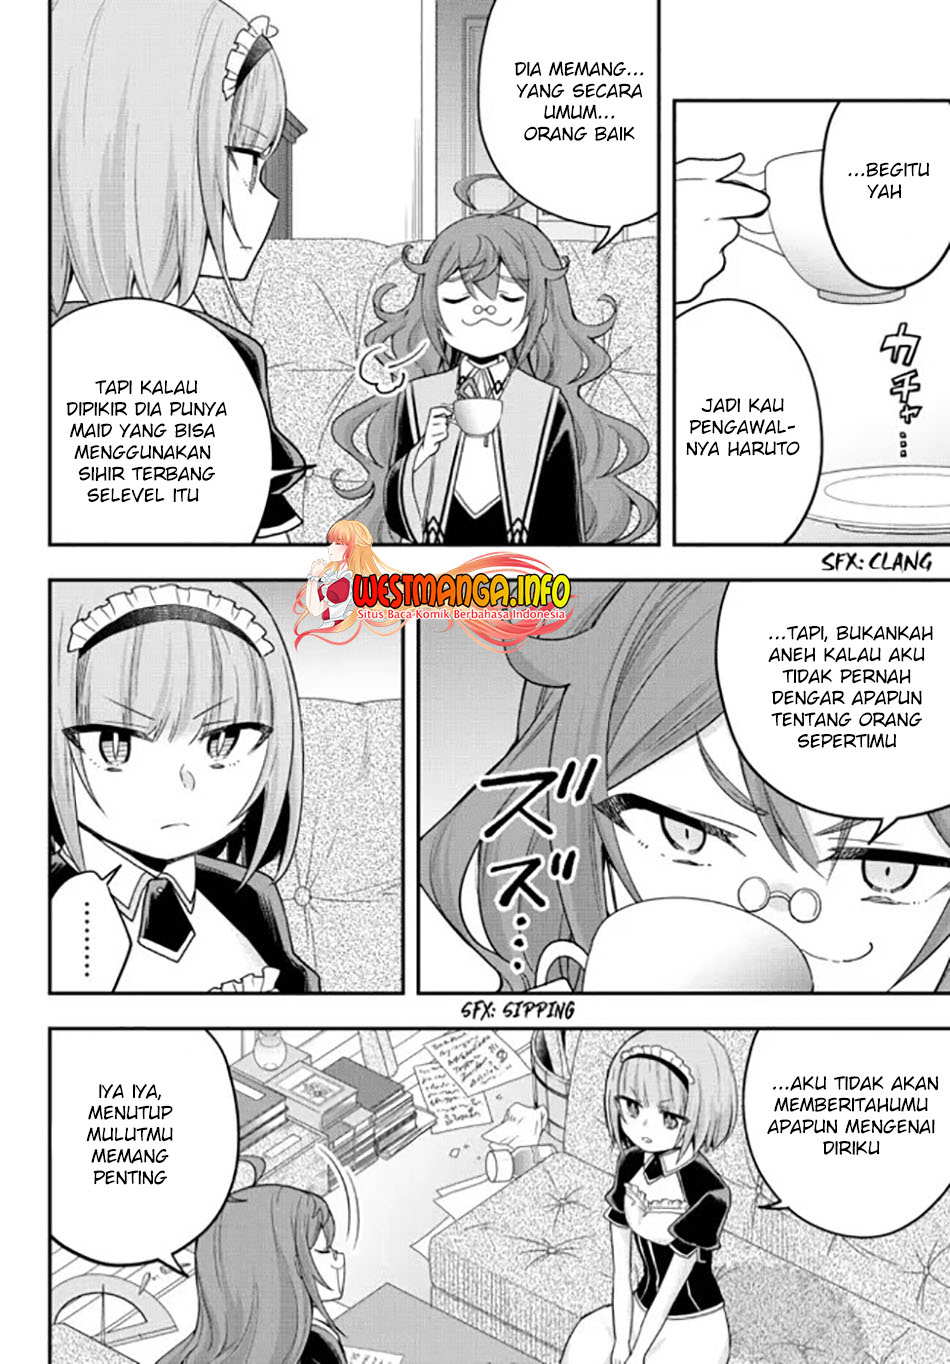 ...BEGITU
YAH
JADI KAU
PENGAWAL-
NYA HARUTO
カチャ...
SFX: CLANG
DIA MEMANG...
YANG SECARA
UMUM...
ORANG BAIK
TAPI KALAU
DIPIKIR DIA PUNYA
MAID YANG BISA
MENGGUNAKAN
SIHIR TERBANG
SELEVEL ITU
WESTMANGA.INFO
Situs Baca Komik Berbahasa Indonesia
...TAPI, BUKANKAH
ANEH KALAU AKU
TIDAK PERNAH
DENGAR APAPUN
TENTANG ORANG
SEPERTIMU
ズズ...
SFX: SIPPING
........
...AKU TIDAK AKAN
MEMBERITAHUMU
APAPUN MENGENAI
DIRIKU
IYA IYA,
MENUTUP
MULUTMU
MEMANG
PENTING